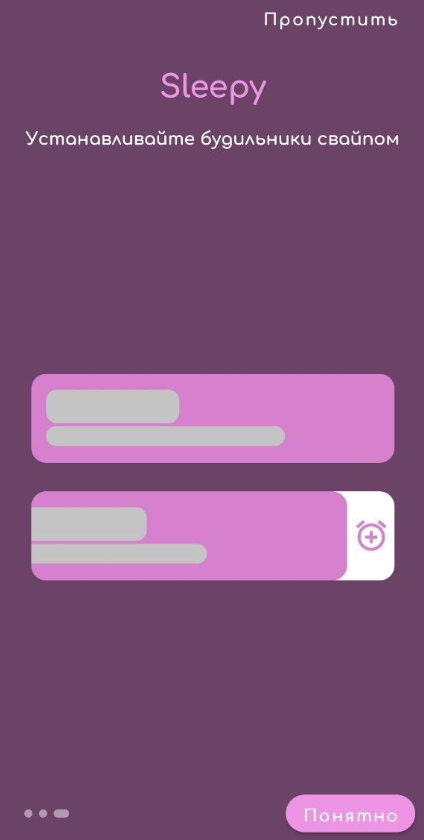 Пропустить
Sleepy
Устанавливайте будильники свайпом
Понятно